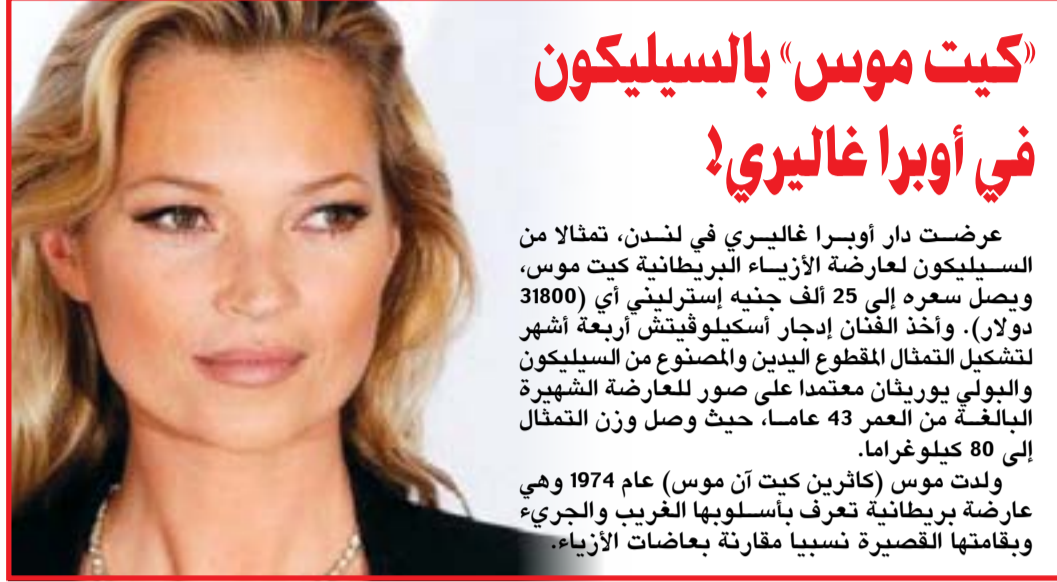 «كيت موس» بالسيليكون
في أوبرا غاليري!
عرضت دار أوبرا غاليري في لندن، تمثالا من
السيليكون لعارضة الأزياء البريطانية كيت موس،
ويصل سعره إلى 25 ألف جنيه إسترليني أي (31800
دولار). وأخذ الفنان إدجار أسكيلوڤيتش أربعة أشهر
لتشكيل التمثال المقطوع اليدين والمصنوع من السيليكون
والبولي يوريثان معتمدا على صور للعارضة الشهيرة
البالغة من العمر 43 عاما، حيث وصل وزن التمثال
إلى 80 كيلوغراما.
ولدت موس (كاثرين كيت آن موس) عام 1974 وهي
عارضة بريطانية تعرف بأسلوبها الغريب والجريء
وبقامتها القصيرة نسبيا مقارنة بعاضات الأزياء.